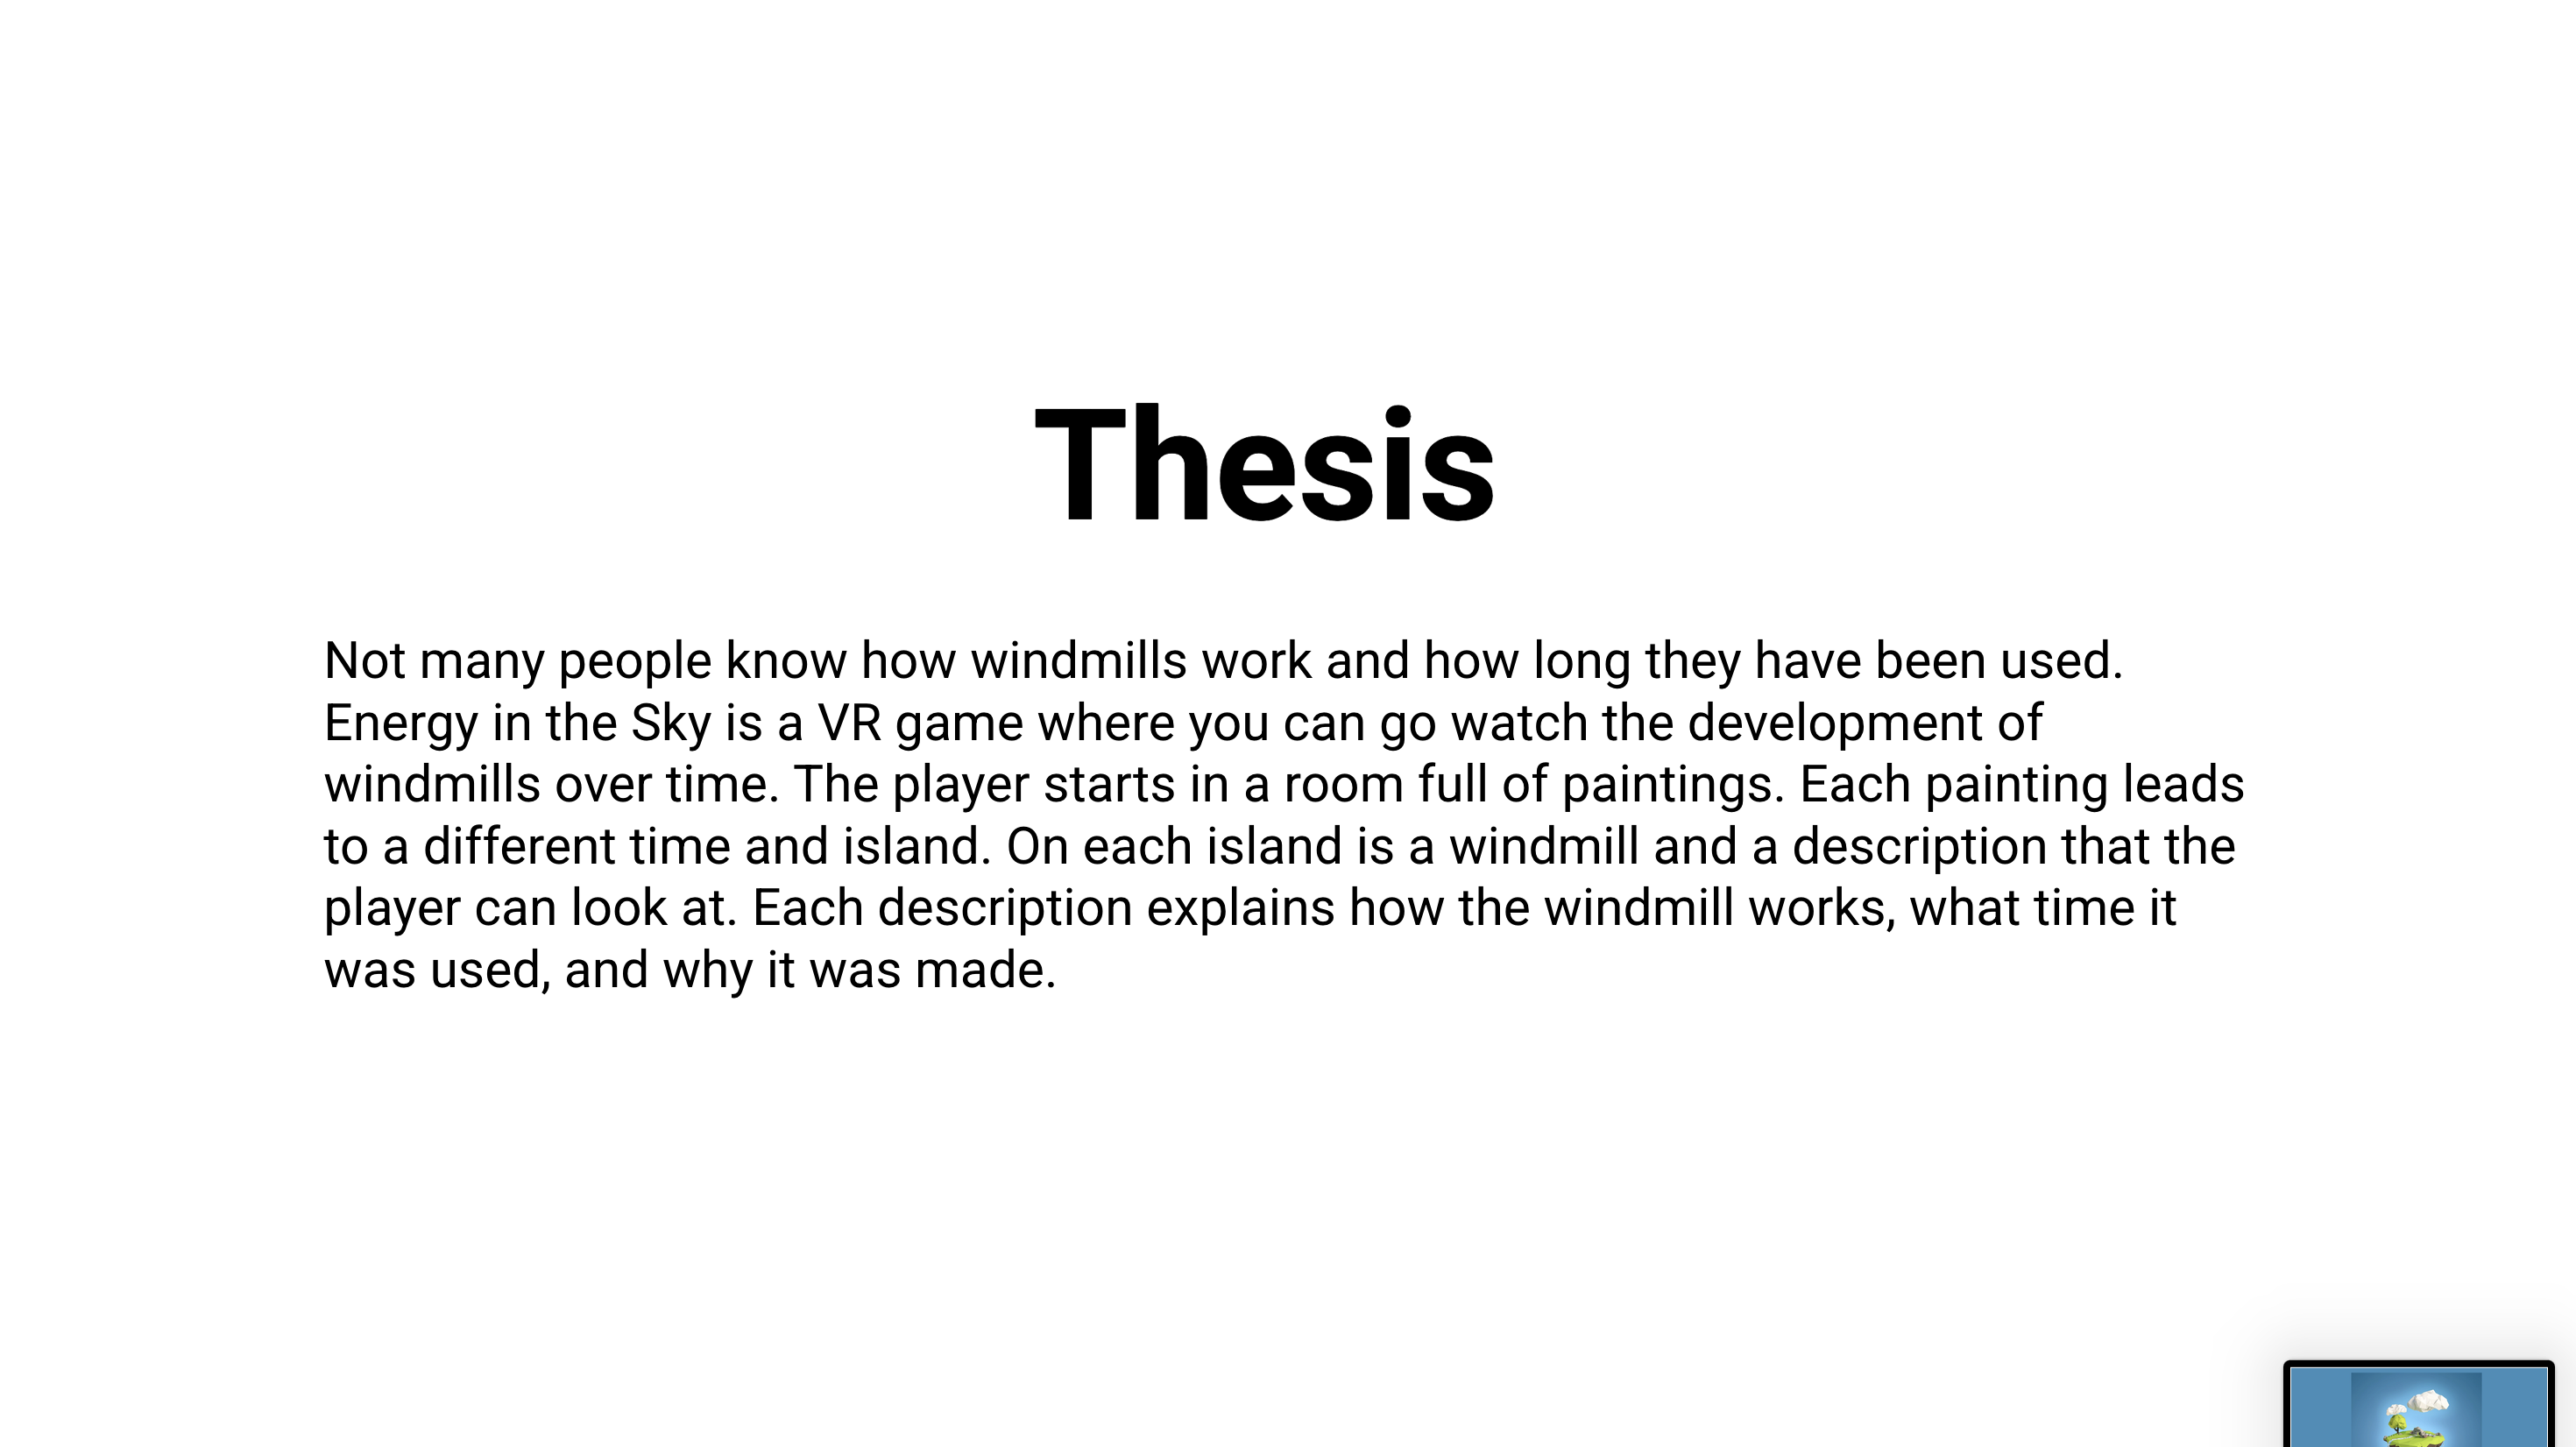 Thesis
Not many people know how windmills work and how long they have been used.
Energy in the Sky is a VR game where you can go watch the development of
windmills over time. The player starts in a room full of paintings. Each painting leads
to a different time and island. On each island is a windmill and a description that the
player can look at. Each description explains how the windmill works, what time it
was used, and why it was made.